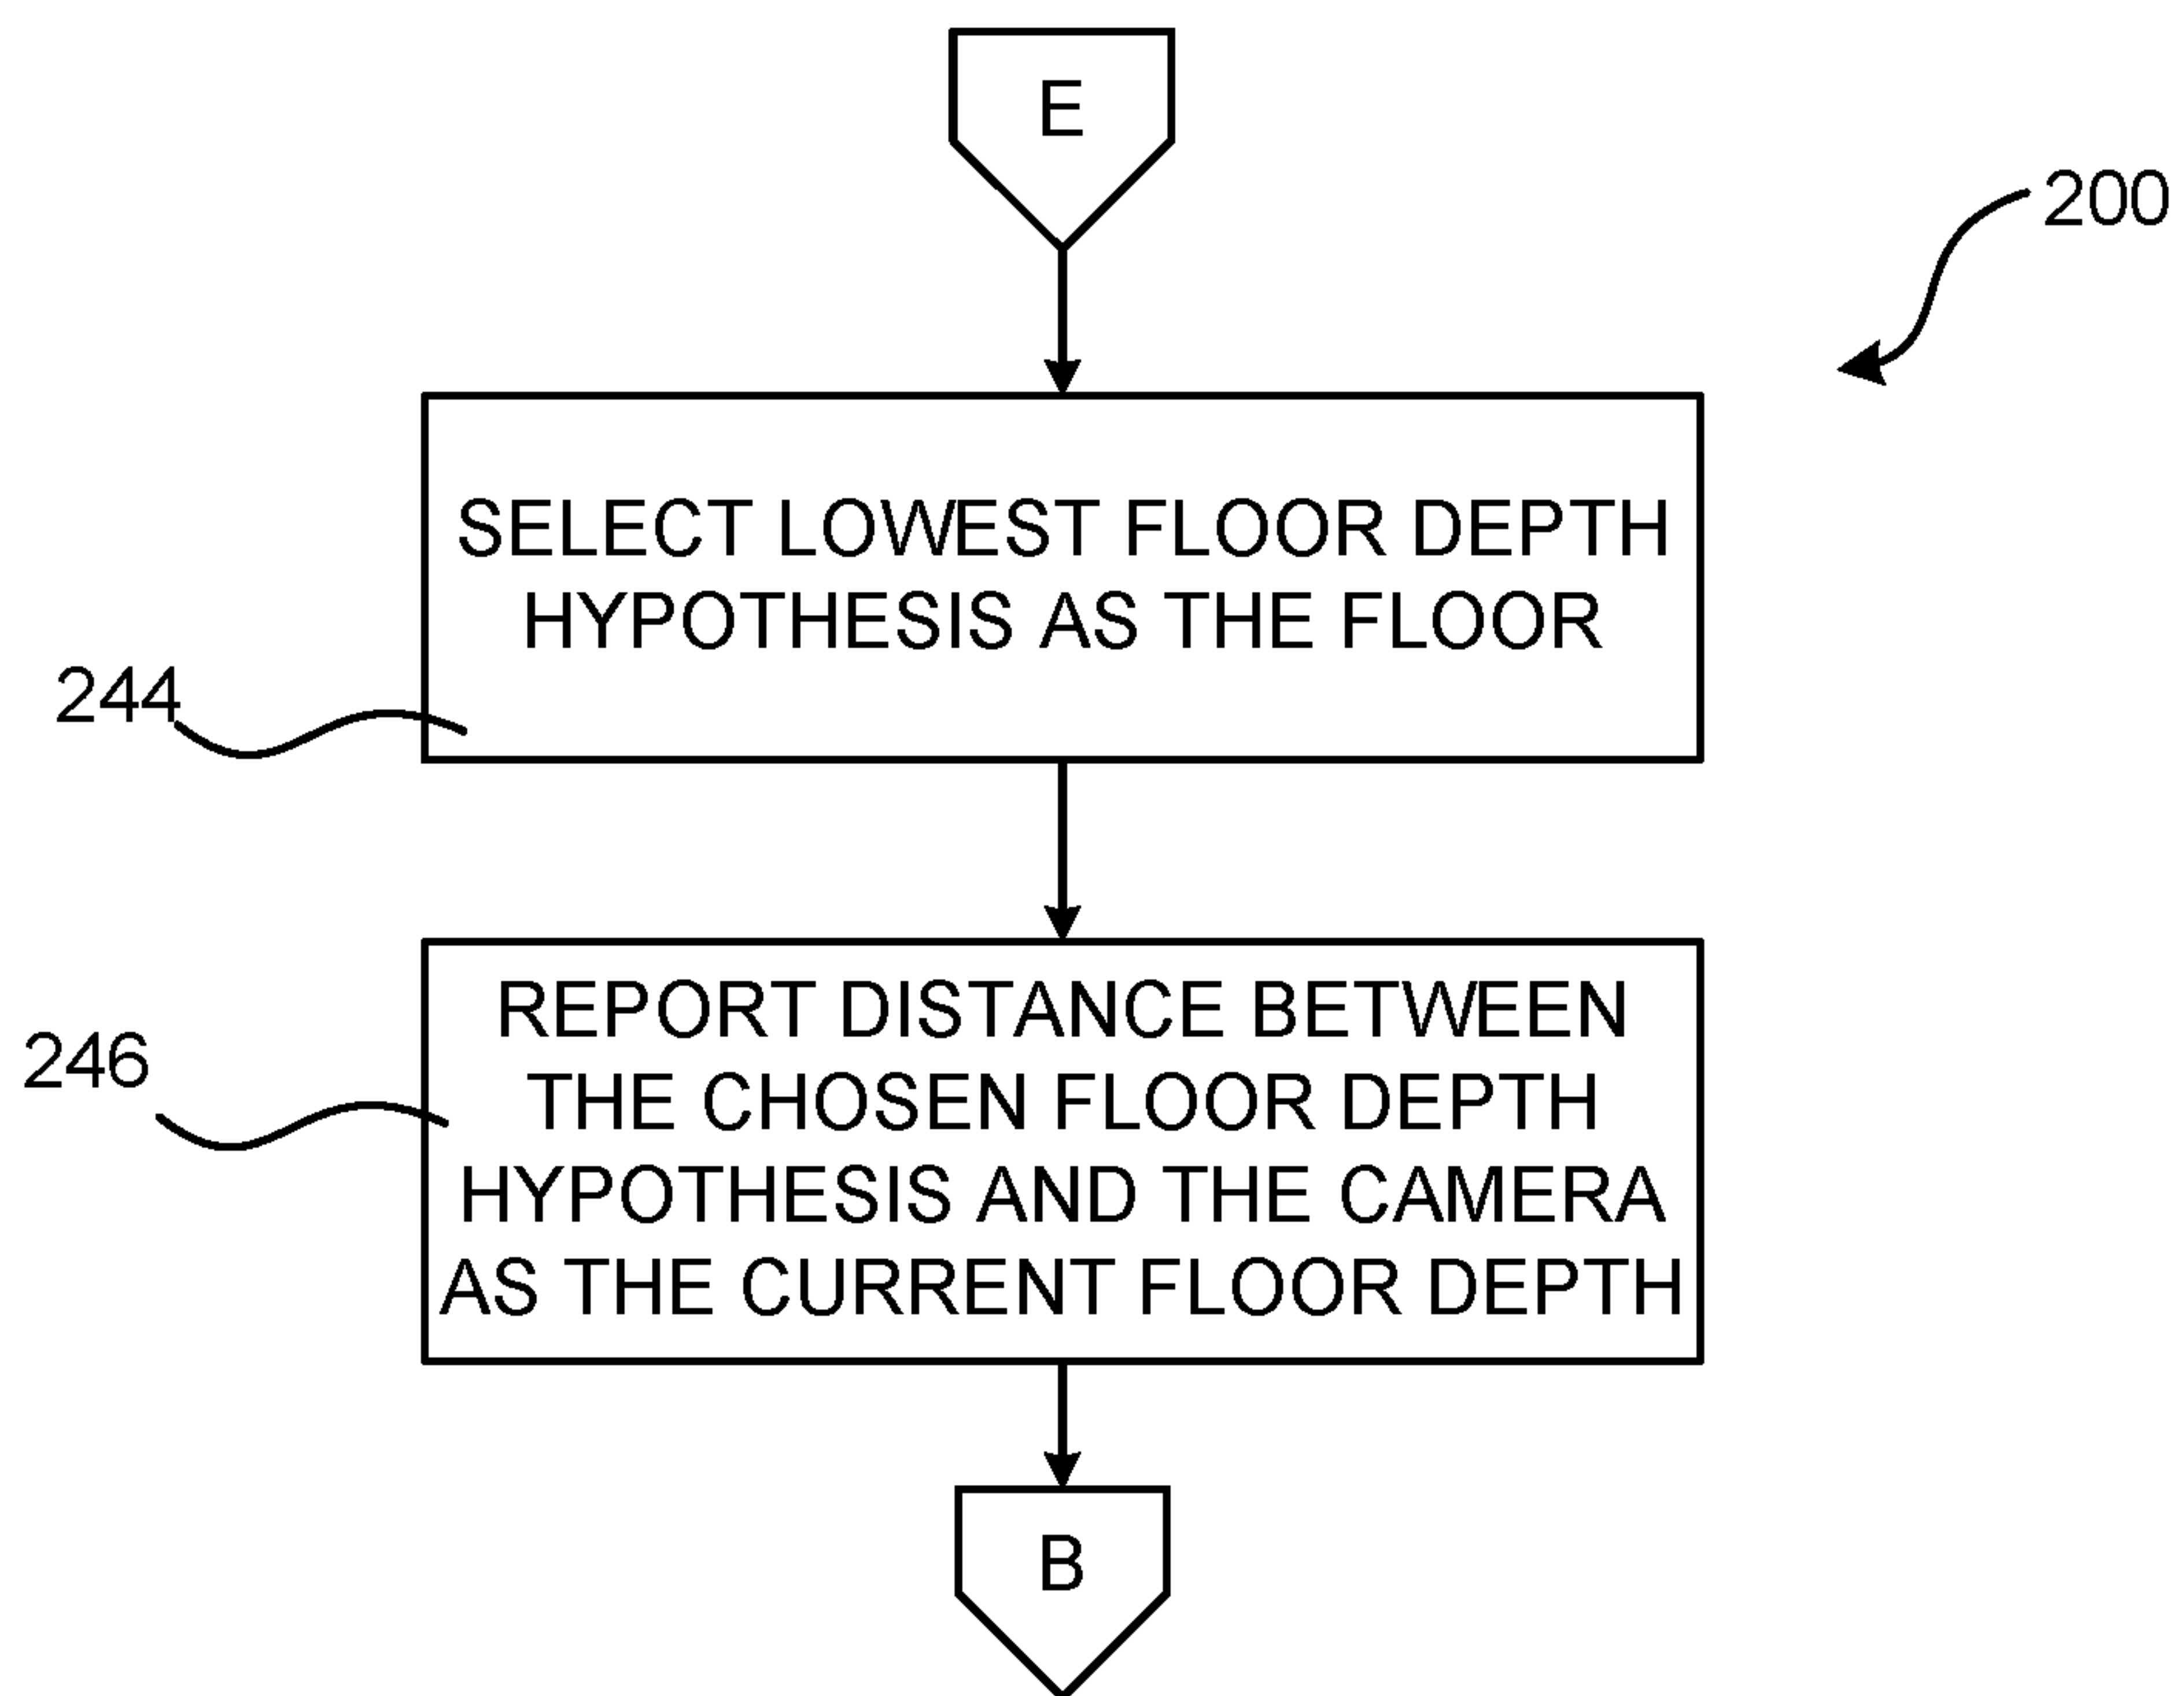 E
200
SELECT LOWEST FLOOR DEPTH
HYPOTHESIS AS THE FLOOR
244
REPORT DISTANCE BETWEEN
THE CHOSEN FLOOR DEPTH
HYPOTHESIS AND THE CAMERA
AS THE CURRENT FLOOR DEPTH
246
B